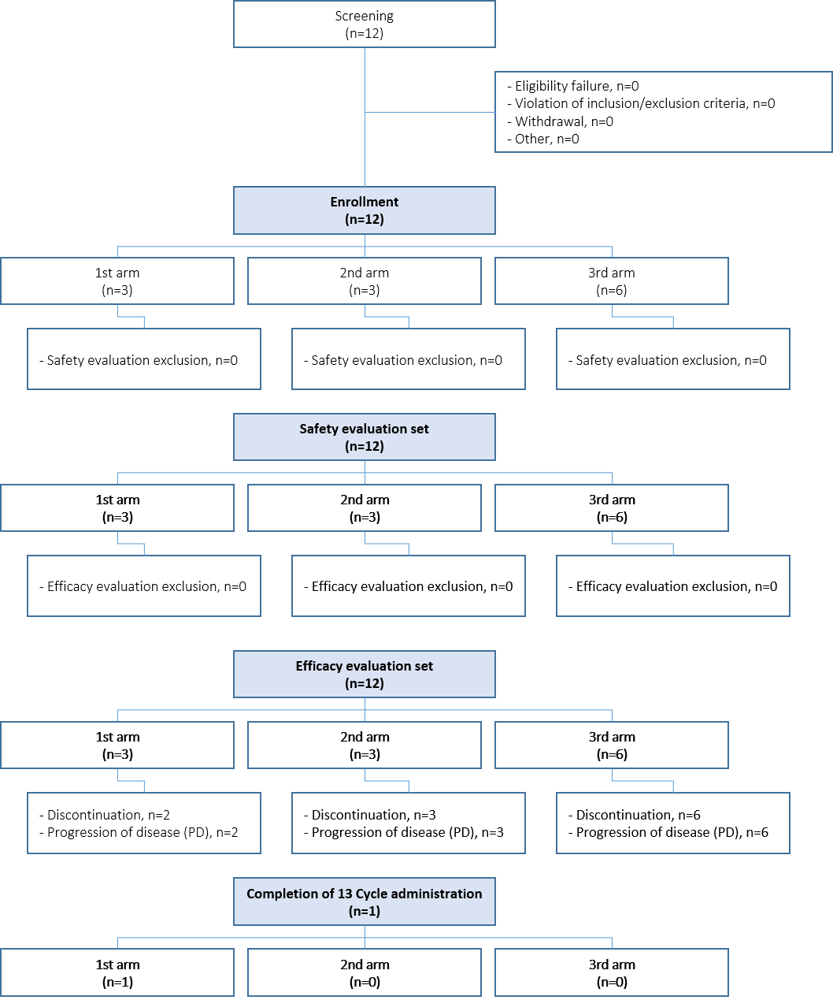 Screening
(n=12)
- Eligibility failure, n=0
- Violation of inclusion/exclusion criteria, n=0
- Withdrawal, n=0
- Other, n=0
Enrollment
(n=12)
1st arm
(n=3)
2nd arm
(n=3)
3rd arm
(n=6)
- Safety evaluation exclusion, n=0
- Safety evaluation exclusion, n=0
- Safety evaluation exclusion, n=0
Safety evaluation set
(n=12)
1st arm
(n=3)
2nd arm
(n=3)
3rd arm
(n=6)
- Efficacy evaluation exclusion, n=0
- Efficacy evaluation exclusion, n=0
- Efficacy evaluation exclusion, n=0
Efficacy evaluation set
(n=12)
1st arm
(n=3)
2nd arm
(n=3)
3rd arm
(n=6)
- Discontinuation, n=2
- Progression of disease (PD), n=2
- Discontinuation, n=3
- Progression of disease (PD), n=3
- Discontinuation, n=6
- Progression of disease (PD), n=6
Completion of 13 Cycle administration
(n=1)
1st arm
(n=1)
2nd arm
(n=0)
3rd arm
(n=0)